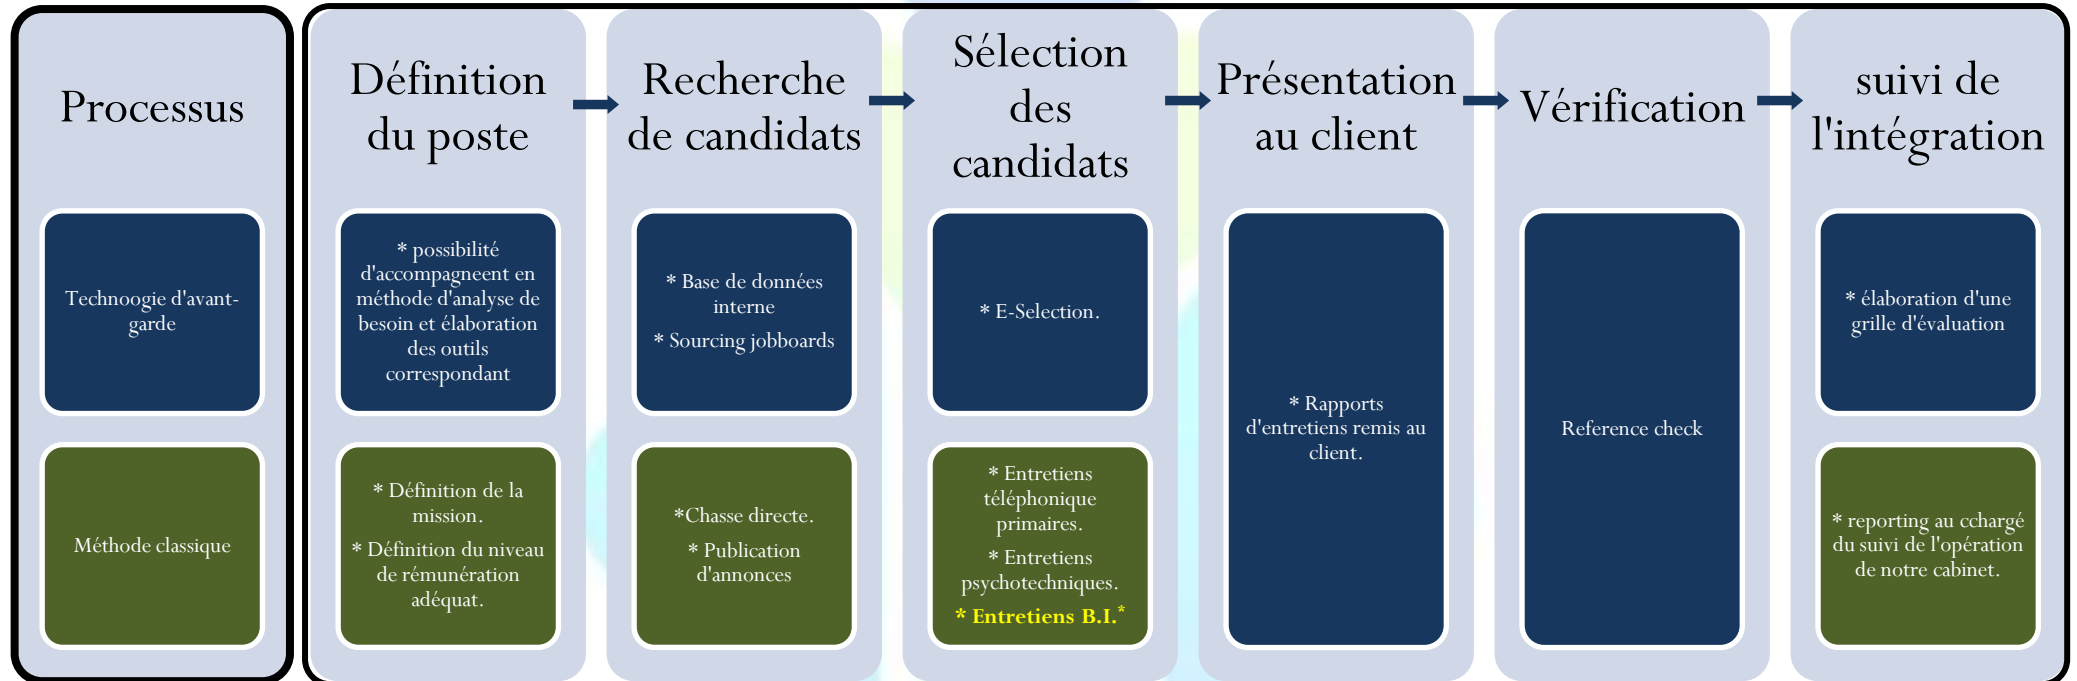 Processus
Technoogie d'avant-
garde
Méthode classique
Définition
du poste
* possibilité
d'accompagneent en
méthode d'analyse de
besoin et élaboration
des outils
correspondant
* Définition de la
mission.
* Définition du niveau
de rémunération
adéquat.
Recherche
de candidats
* Base de données
interne
* Sourcing jobboards
*Chasse directe.
* Publication
d'annonces
Sélection
des
candidats
* E-Selection.
* Entretiens
téléphonique
primaires.
* Entretiens
psychotechniques.
* Entretiens B.I.*
Présentation
au client
* Rapports
d'entretiens remis au
client.
Vérification
Reference check
suivi de
l'intégration
* élaboration d'une
grille d'évaluation
* reporting au cchargé
du suivi de l'opération
de notre cabinet.